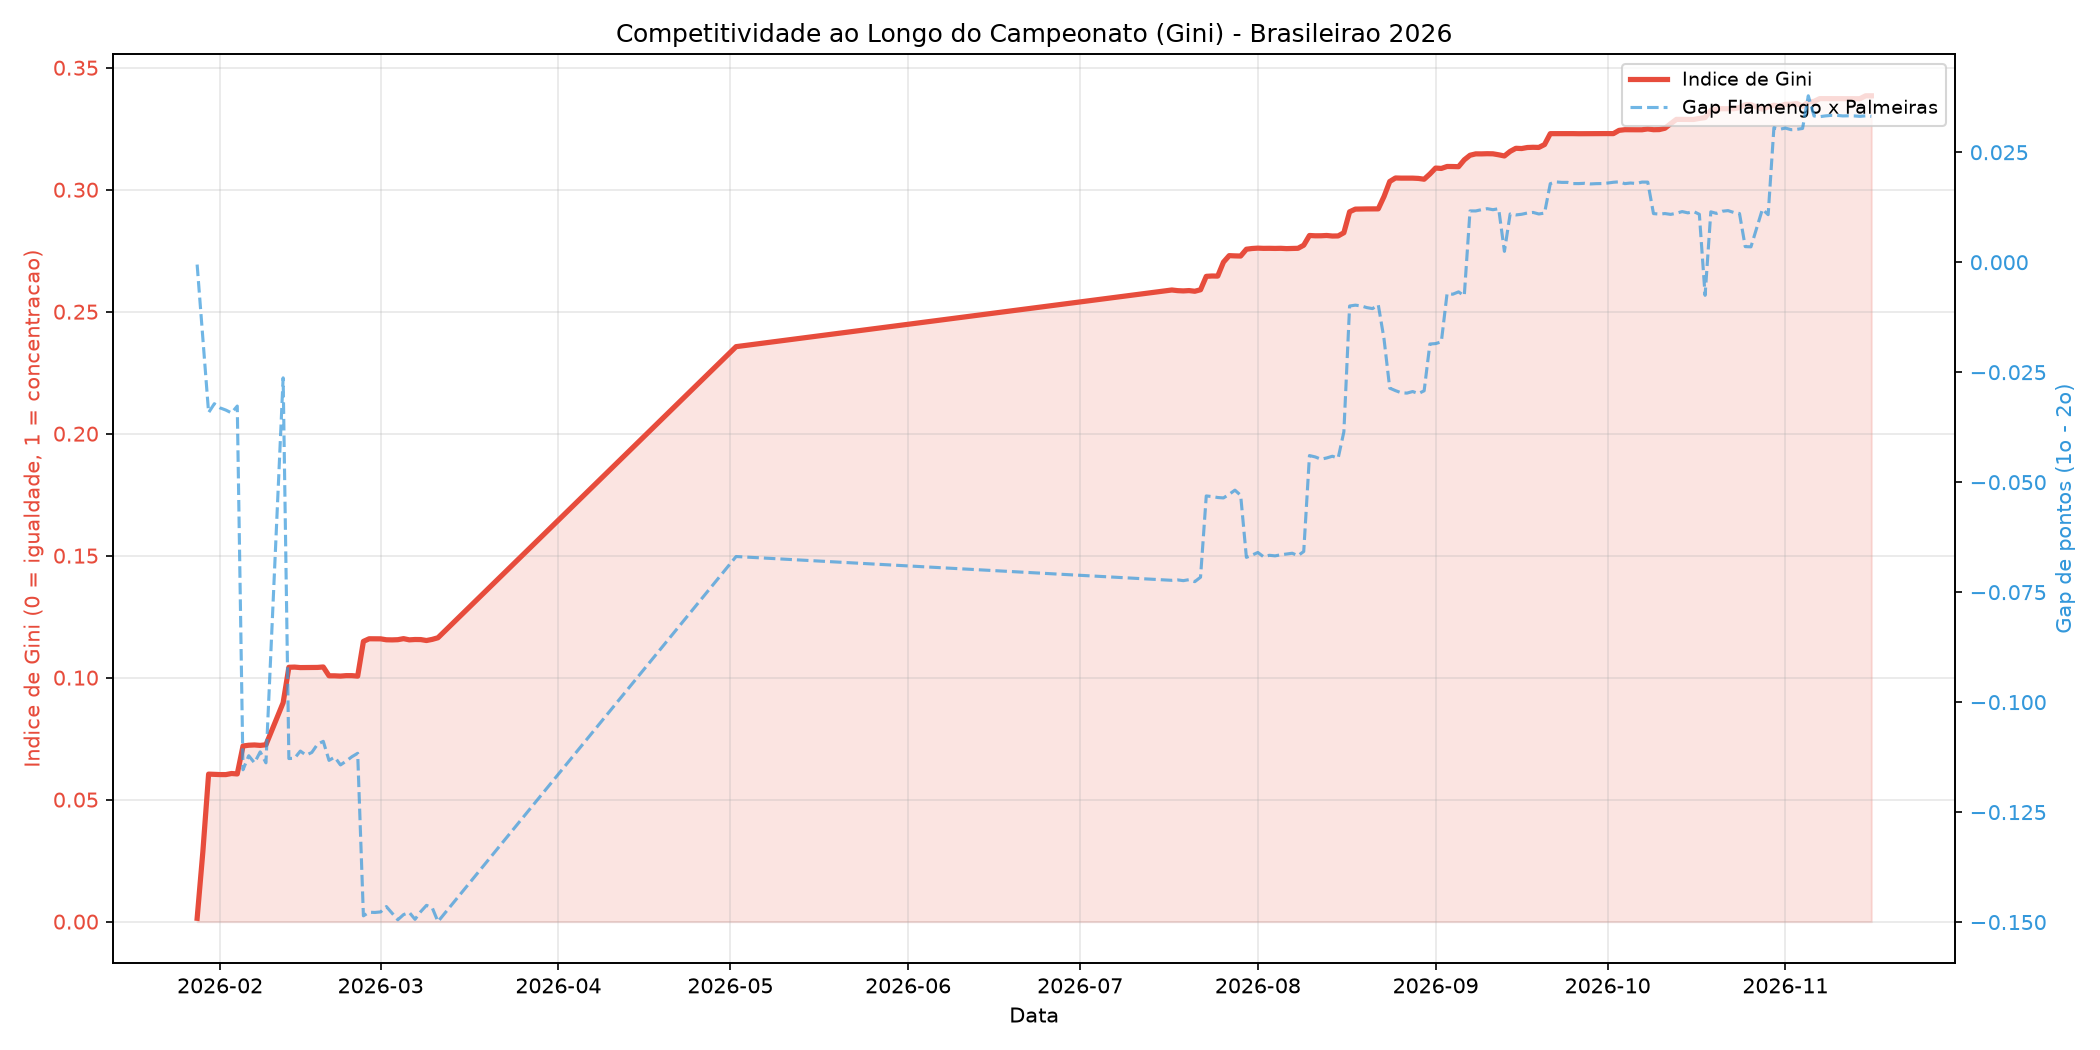 Competitividade ao Longo do Campeonato (Gini) - Brasileirao 2026
Indice de Gini
Gap Flamengo x Palmeiras
Indice de Gini (0 = igualdade, 1 = concentracao)
0.35
0.30
0.25
0.20
0.15
0.10
0.05
0.00
0.025
0.000
−0.025
−0.050
−0.075
−0.100
−0.125
−0.150
Gap de pontos (1o - 2o)
2026-02 2026-03 2026-04 2026-05 2026-06 2026-07 2026-08 2026-09 2026-10 2026-11
Data